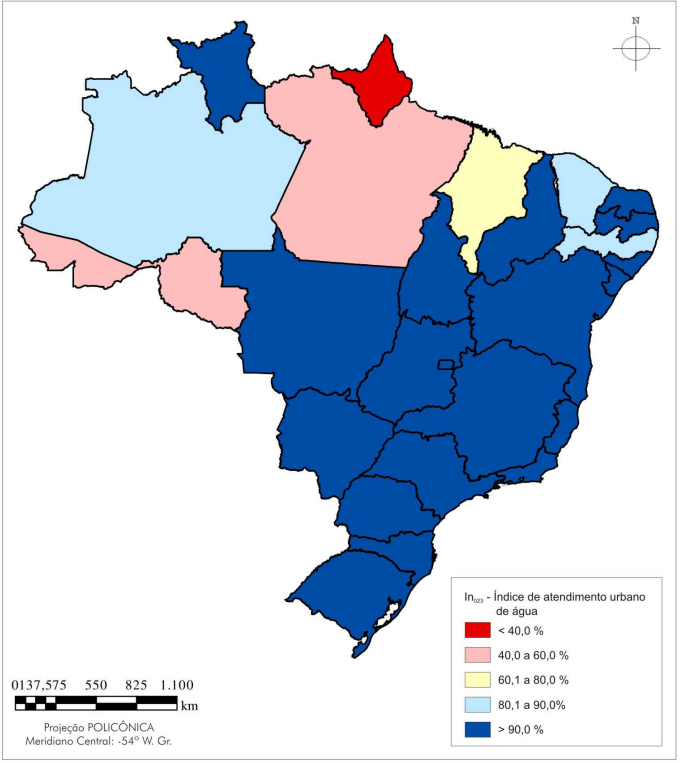 N
In023 - Índice de atendimento urbano
de água
< 40,0 %
40,0 a 60,0 %
60,1 a 80,0 %
80,1 a 90,0%
> 90,0 %
0137,575 550 825 1.100
km
Projeção POLICÔNICA
Meridiano Central: -54º W. Gr.